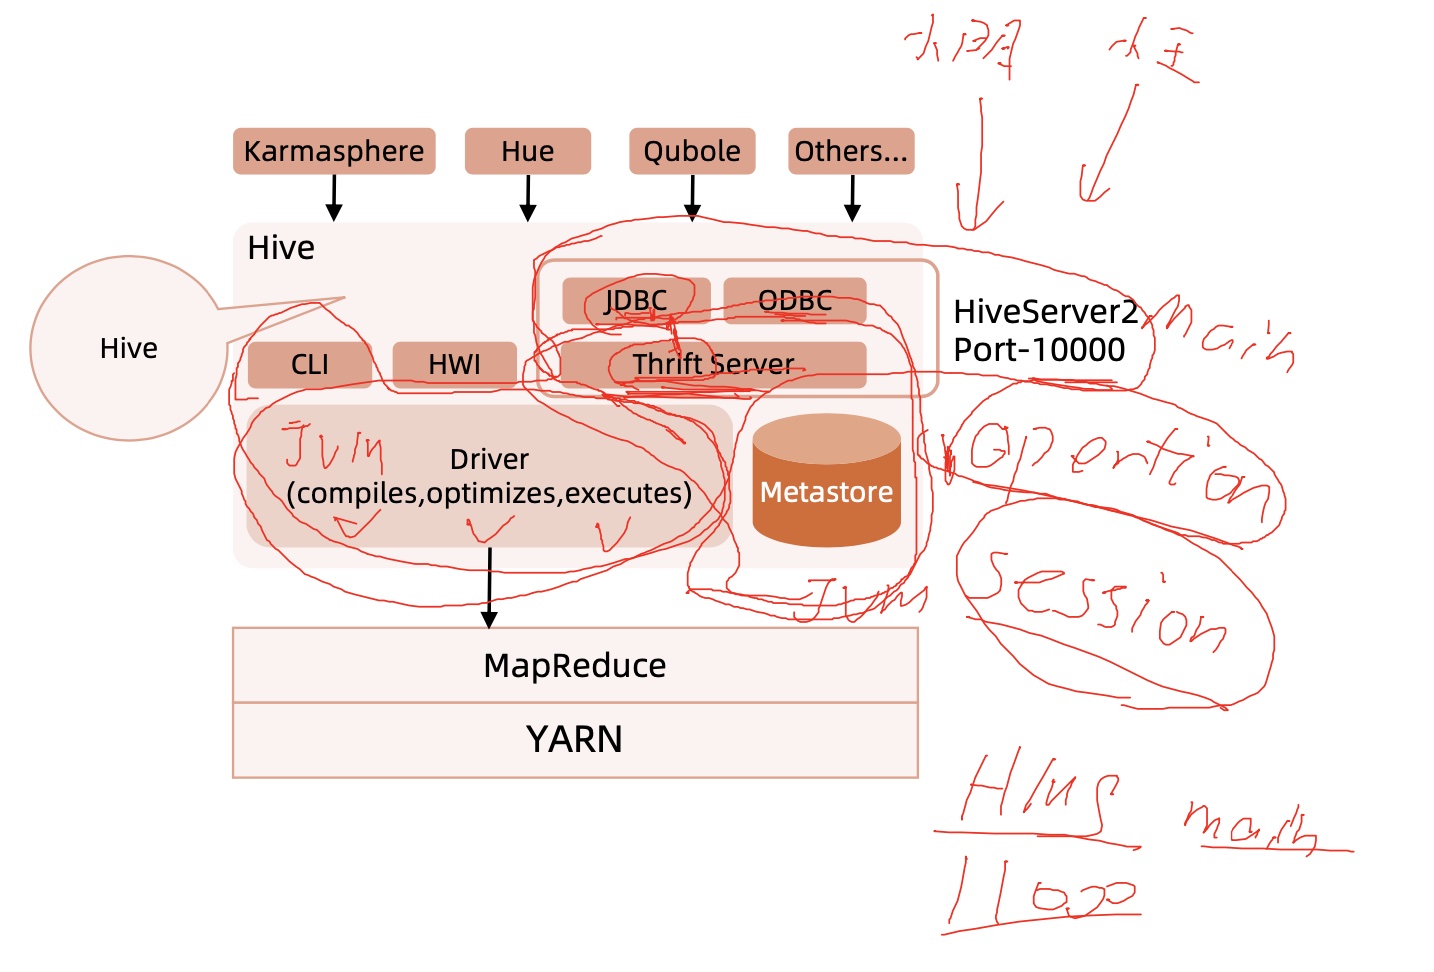 小明 小王
Karmasphere Hue Qubole Others...
Hive
JDBC ODBC
HiveServer2
Port-10000
main
Hive
CLI HWI Thrift Server
JVM
Driver
(compiles,optimizes,executes)
Metastore
opertion
JVM
session
MapReduce
YARN
HMS main
11000